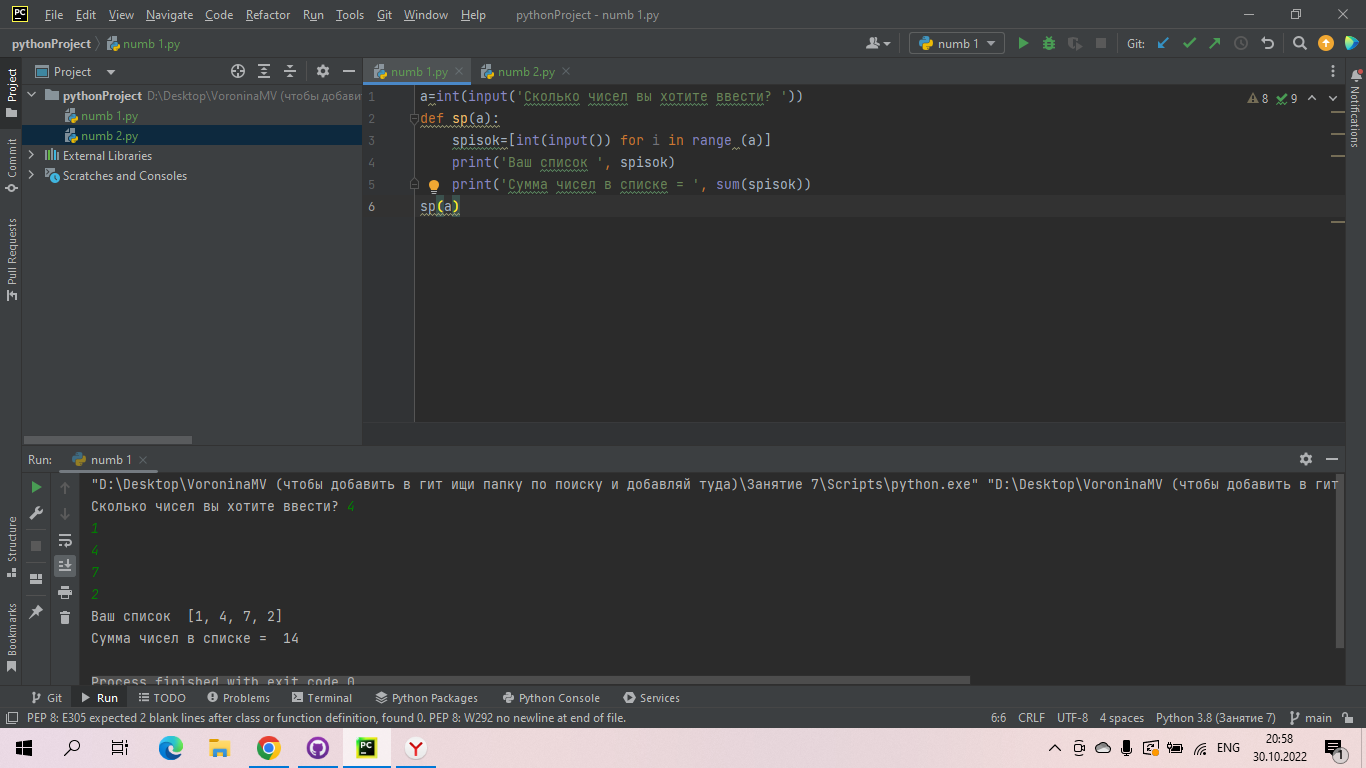 PC File Edit View Navigate Code Refactor Run Tools Git Window Help pythonProject - numb 1.py
pythonProject numb 1.py numb 1 Git:
Project numb 1.py numb 2.py
pythonProject D:\Desktop\VoroninaMV (чтобы добави
numb 1.py
numb 2.py
External Libraries
Scratches and Consoles
Project
Commit
Pull Requests
Structure
Bookmarks
Notifications
8 9
1 a=int(input('Сколько чисел вы хотите ввести? '))
2 def sp(a):
3 spisok=[int(input()) for i in range (a)]
4 print('Ваш список ', spisok)
5 print('Сумма чисел в списке = ', sum(spisok))
6 sp(a)
Run: numb 1
"D:\Desktop\VoroninaMV (чтобы добавить в гит ищи папку по поиску и добавляй туда)\Занятие 7\Scripts\python.exe" "D:\Desktop\VoroninaMV (чтобы добавить в гит
Сколько чисел вы хотите ввести? 4
1
4
7
2
Ваш список  [1, 4, 7, 2]
Сумма чисел в списке =  14
Process finished with exit code 0
Git Run TODO Problems Terminal Python Packages Python Console Services
PEP 8: E305 expected 2 blank lines after class or function definition, found 0. PEP 8: W292 no newline at end of file. 6:6 CRLF UTF-8 4 spaces Python 3.8 (Занятие 7) main
PC Y ENG 20:58
30.10.2022 1